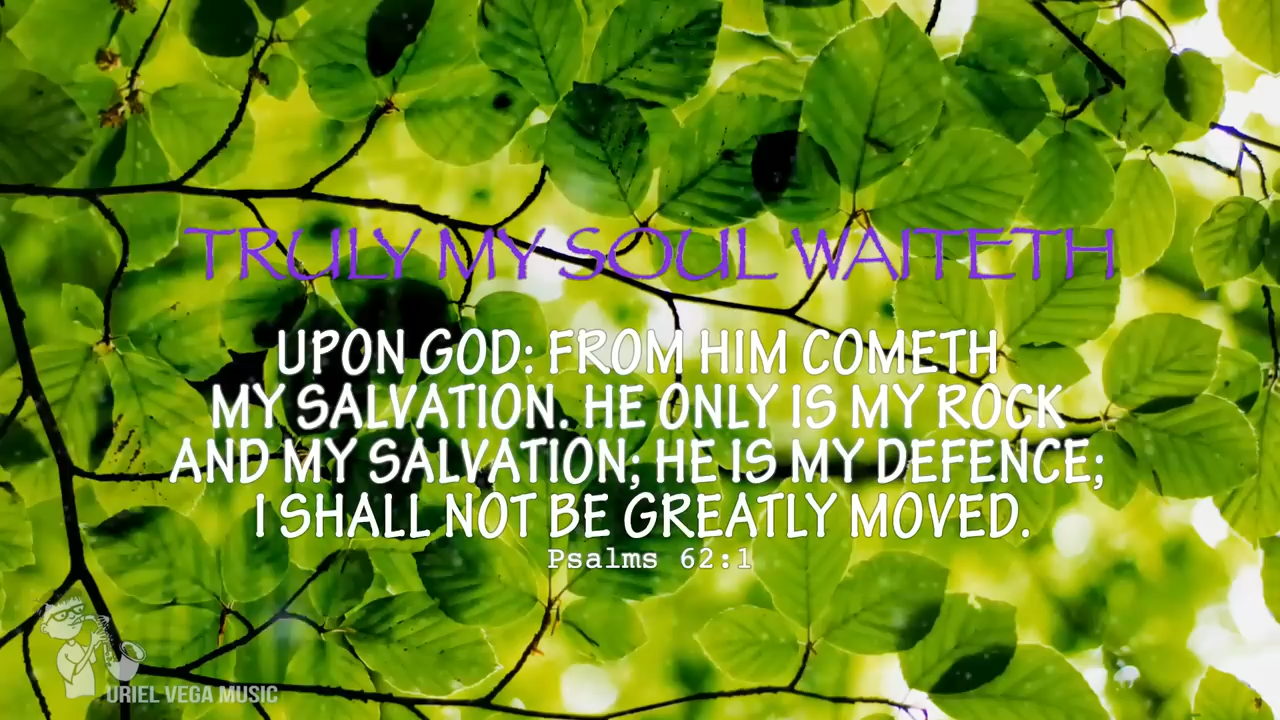 TRULY MY SOUL WAITETH
UPON GOD: FROM HIM COMETH
MY SALVATION. HE ONLY IS MY ROCK
AND MY SALVATION; HE IS MY DEFENCE;
I SHALL NOT BE GREATLY MOVED.
Psalms 62:1
URIEL VEGA MUSIC